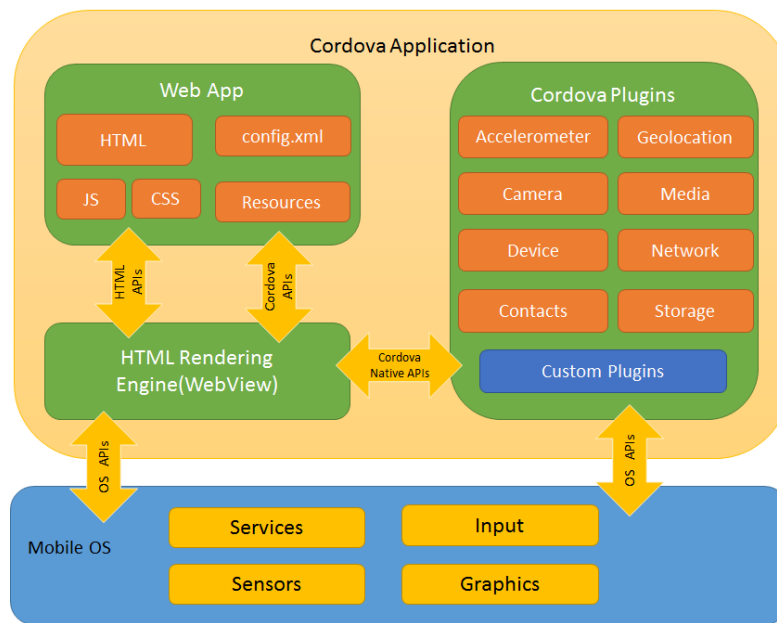 Cordova Application
Web App
HTML
config.xml
JS
CSS
Resources
HTML
APIs
Cordova
APIs
HTML Rendering
Engine(WebView)
Cordova
Native APIs
Cordova Plugins
Accelerometer
Geolocation
Camera
Media
Device
Network
Contacts
Storage
Custom Plugins
OS APIs
OS APIs
Mobile OS
Services
Input
Sensors
Graphics